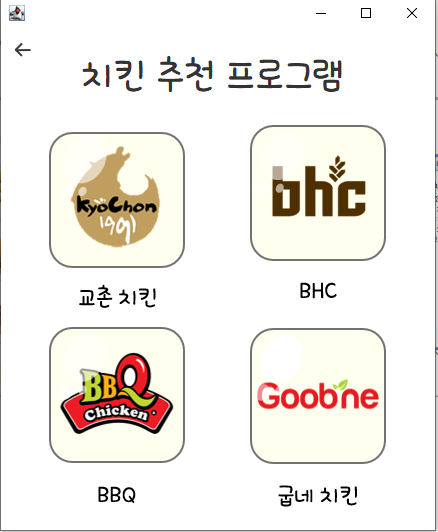 치킨 추천 프로그램
KyoChon
1991
bhc
교촌 치킨
BHC
BBQ
Chicken
Goobne
BBQ
굽네 치킨